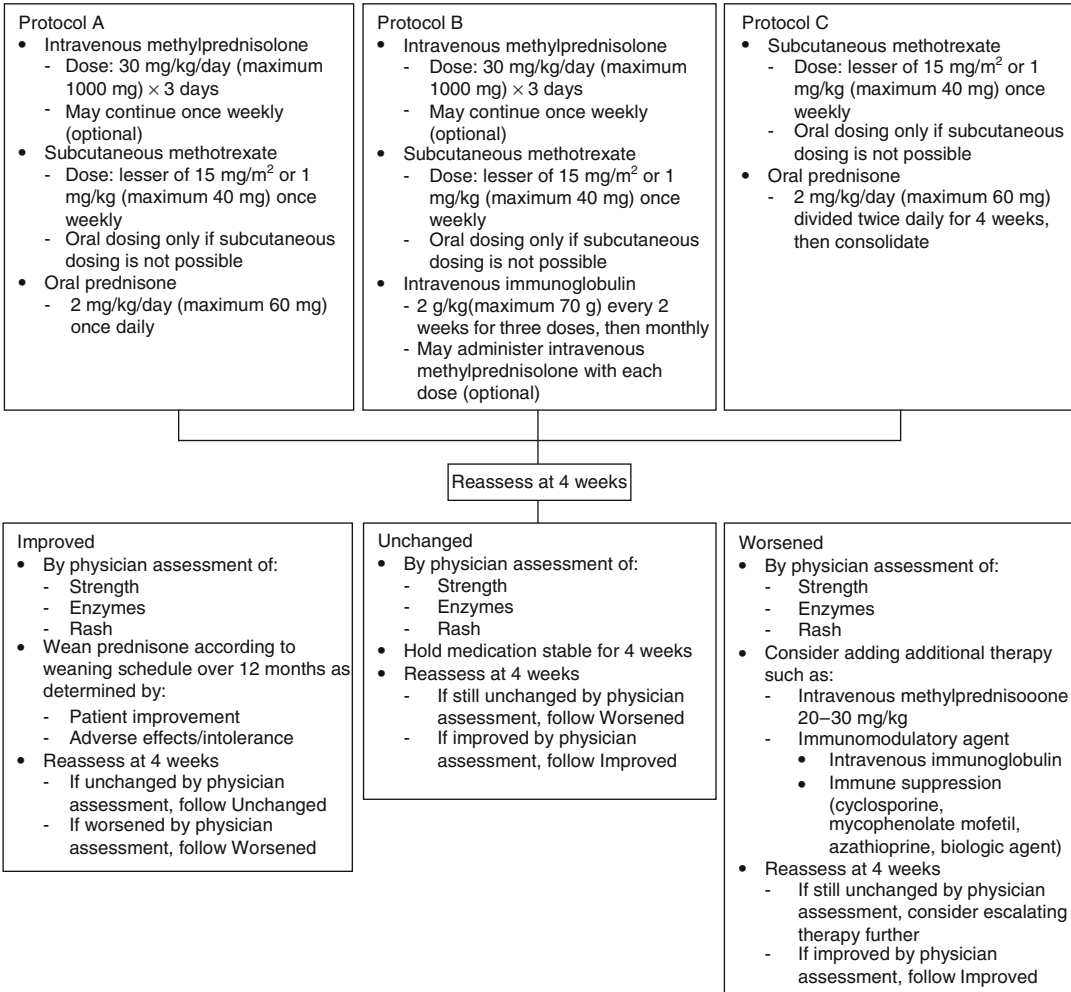 Protocol A
• Intravenous methylprednisolone
- Dose: 30 mg/kg/day (maximum
1000 mg) × 3 days
- May continue once weekly
(optional)
• Subcutaneous methotrexate
- Dose: lesser of 15 mg/m² or 1
mg/kg (maximum 40 mg) once
weekly
- Oral dosing only if subcutaneous
dosing is not possible
• Oral prednisone
- 2 mg/kg/day (maximum 60 mg)
once daily
Protocol B
• Intravenous methylprednisolone
- Dose: 30 mg/kg/day (maximum
1000 mg) × 3 days
- May continue once weekly
(optional)
• Subcutaneous methotrexate
- Dose: lesser of 15 mg/m² or 1
mg/kg (maximum 40 mg) once
weekly
- Oral dosing only if subcutaneous
dosing is not possible
• Intravenous immunoglobulin
- 2 g/kg(maximum 70 g) every 2
weeks for three doses, then monthly
- May administer intravenous
methylprednisolone with each
dose (optional)
Protocol C
• Subcutaneous methotrexate
- Dose: lesser of 15 mg/m² or 1
mg/kg (maximum 40 mg) once
weekly
- Oral dosing only if subcutaneous
dosing is not possible
• Oral prednisone
- 2 mg/kg/day (maximum 60 mg)
divided twice daily for 4 weeks,
then consolidate
Reassess at 4 weeks
Improved
• By physician assessment of:
- Strength
- Enzymes
- Rash
• Wean prednisone according to
weaning schedule over 12 months as
determined by:
- Patient improvement
- Adverse effects/intolerance
• Reassess at 4 weeks
- If unchanged by physician
assessment, follow Unchanged
- If worsened by physician
assessment, follow Worsened
Unchanged
• By physician assessment of:
- Strength
- Enzymes
- Rash
• Hold medication stable for 4 weeks
• Reassess at 4 weeks
- If still unchanged by physician
assessment, follow Worsened
- If improved by physician
assessment, follow Improved
Worsened
• By physician assessment of:
- Strength
- Enzymes
- Rash
• Consider adding additional therapy
such as:
- Intravenous methylprednisooone
20–30 mg/kg
- Immunomodulatory agent
• Intravenous immunoglobulin
• Immune suppression
(cyclosporine,
mycophenolate mofetil,
azathioprine, biologic agent)
• Reassess at 4 weeks
- If still unchanged by physician
assessment, consider escalating
therapy further
- If improved by physician
assessment, follow Improved